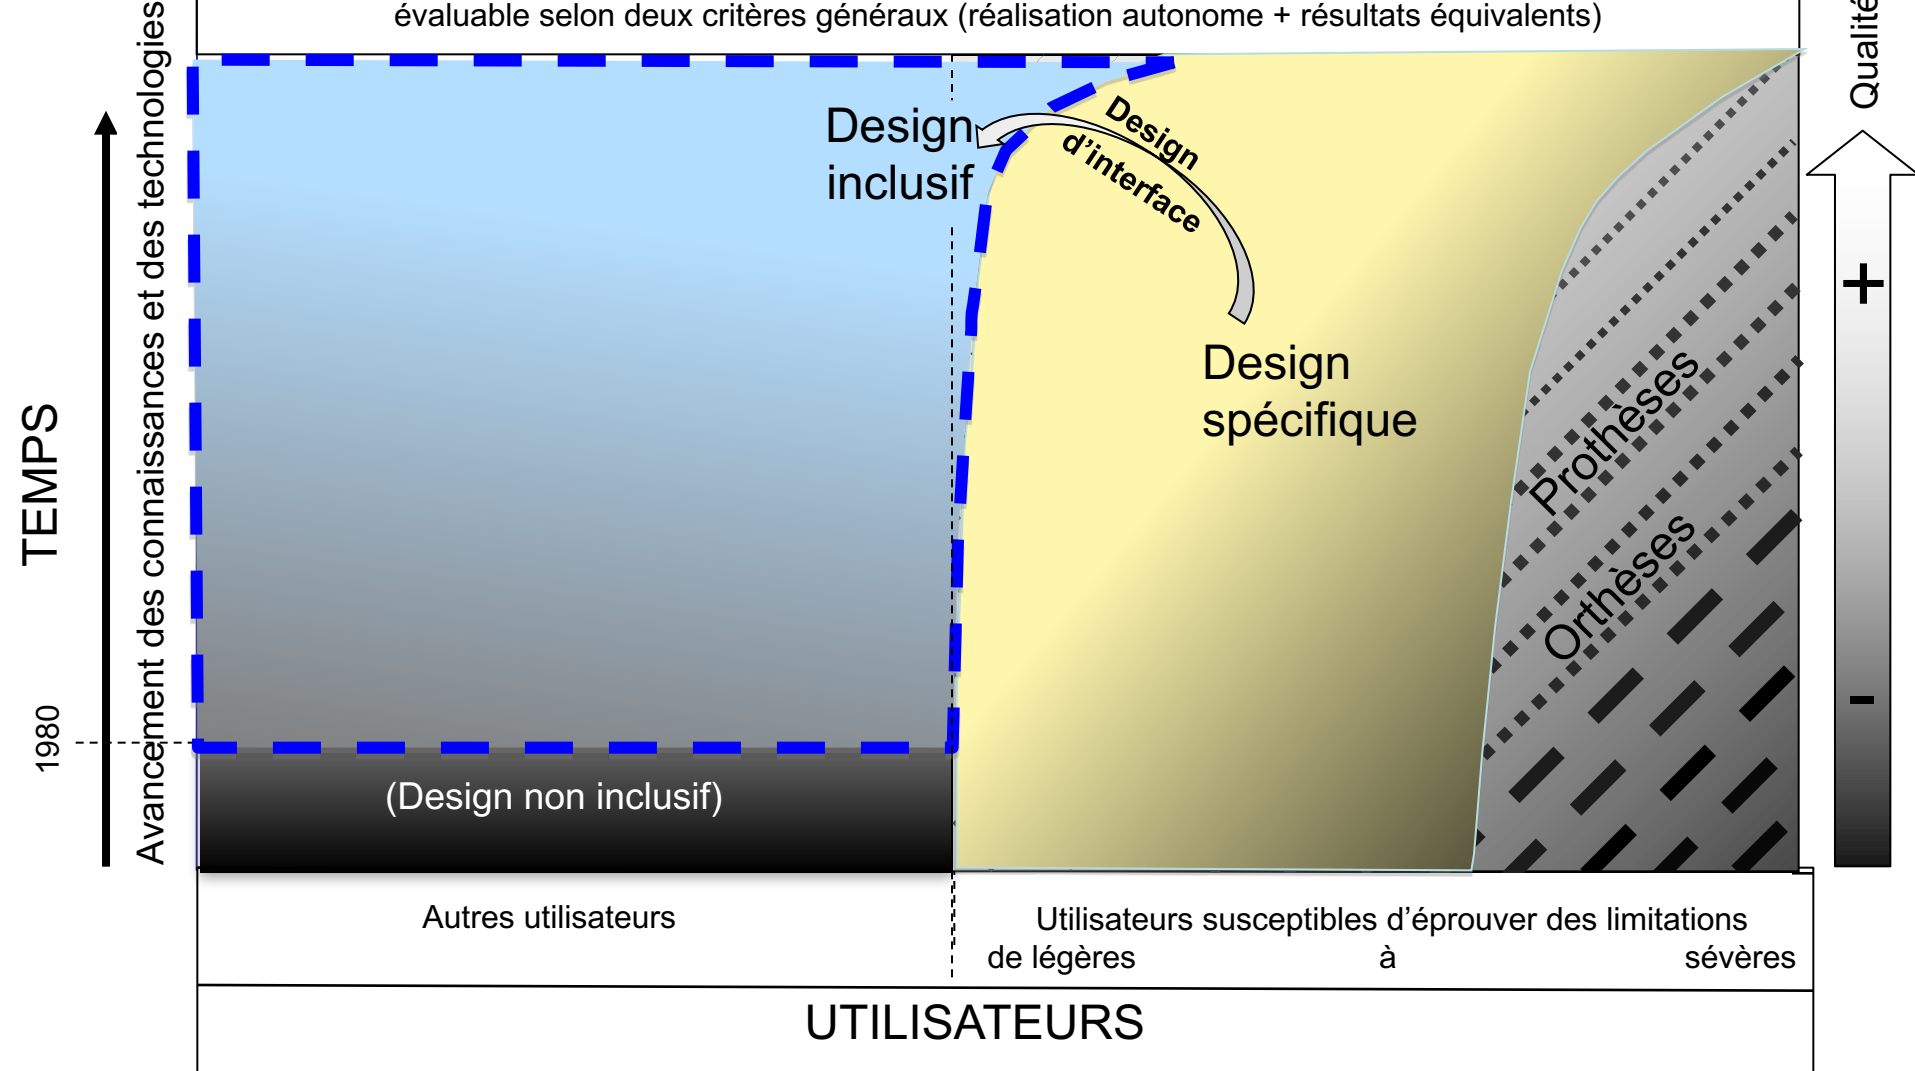 évaluable selon deux critères généraux (réalisation autonome + résultats équivalents)
TEMPS
1980
Avancement des connaissances et des technologies
Design
inclusif
Design
d’interface
Design
spécifique
Prothèses
Orthèses
(Design non inclusif)
Qualité
+
-
Autres utilisateurs
Utilisateurs susceptibles d’éprouver des limitations
de légères à sévères
UTILISATEURS